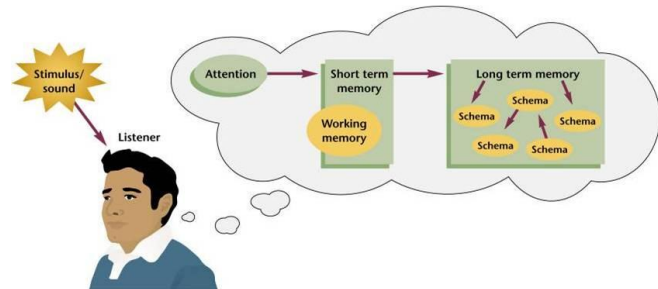 Stimulus/
sound
Listener
Attention
Short term
memory
Working
memory
Long term memory
Schema
Schema
Schema
Schema
Schema